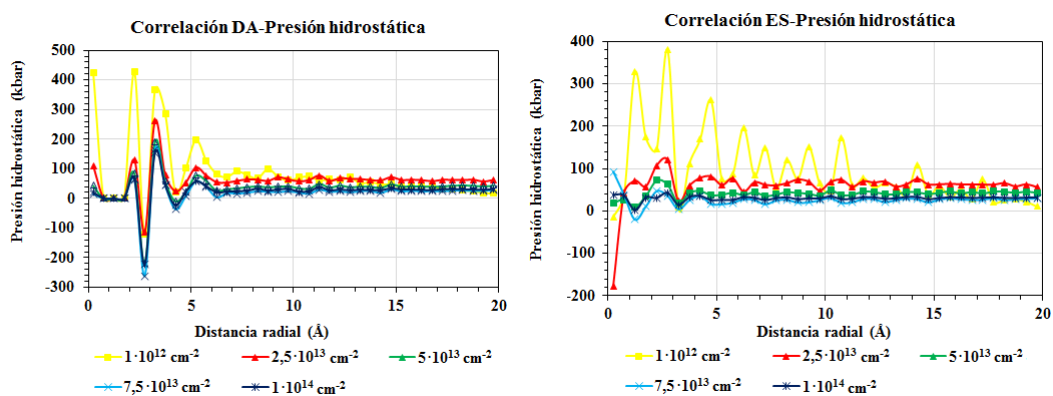 Correlación DA-Presión hidrostática
Presión hidrostática (kbar)
500
400
300
200
100
0
-100
-200
-300
0 5 10 15 20
Distancia radial (Å)
1·10¹² cm⁻² 2,5·10¹³ cm⁻² 5·10¹³ cm⁻²
7,5·10¹³ cm⁻² 1·10¹⁴ cm⁻²
Correlación ES-Presión hidrostática
Presión hidrostática (kbar)
400
300
200
100
0
-100
-200
0 5 10 15 20
Distancia radial (Å)
1·10¹² cm⁻² 2,5·10¹³ cm⁻² 5·10¹³ cm⁻²
7,5·10¹³ cm⁻² 1·10¹⁴ cm⁻²